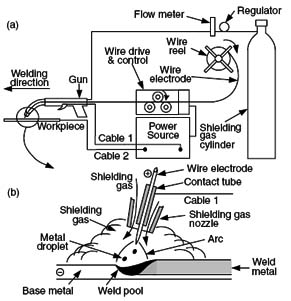 Regulator
Flow meter
(a)
Wire drive
& control
Wire
reel
Welding
direction
Gun
Wire
electrode
Workpiece
Cable 1
Cable 2
Power
Source
Shielding
gas
cylinder
(b)
Shielding
gas
+
Wire electrode
Contact tube
Cable 1
Shielding
gas
Shielding gas
nozzle
Metal
droplet
Arc
Weld
metal
Base metal
Weld pool